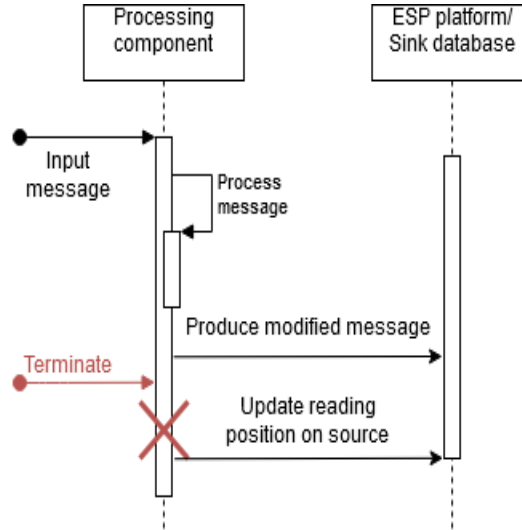 Processing
component
ESP platform/
Sink database
Input
message
Process
message
Produce modified message
Terminate
Update reading
position on source